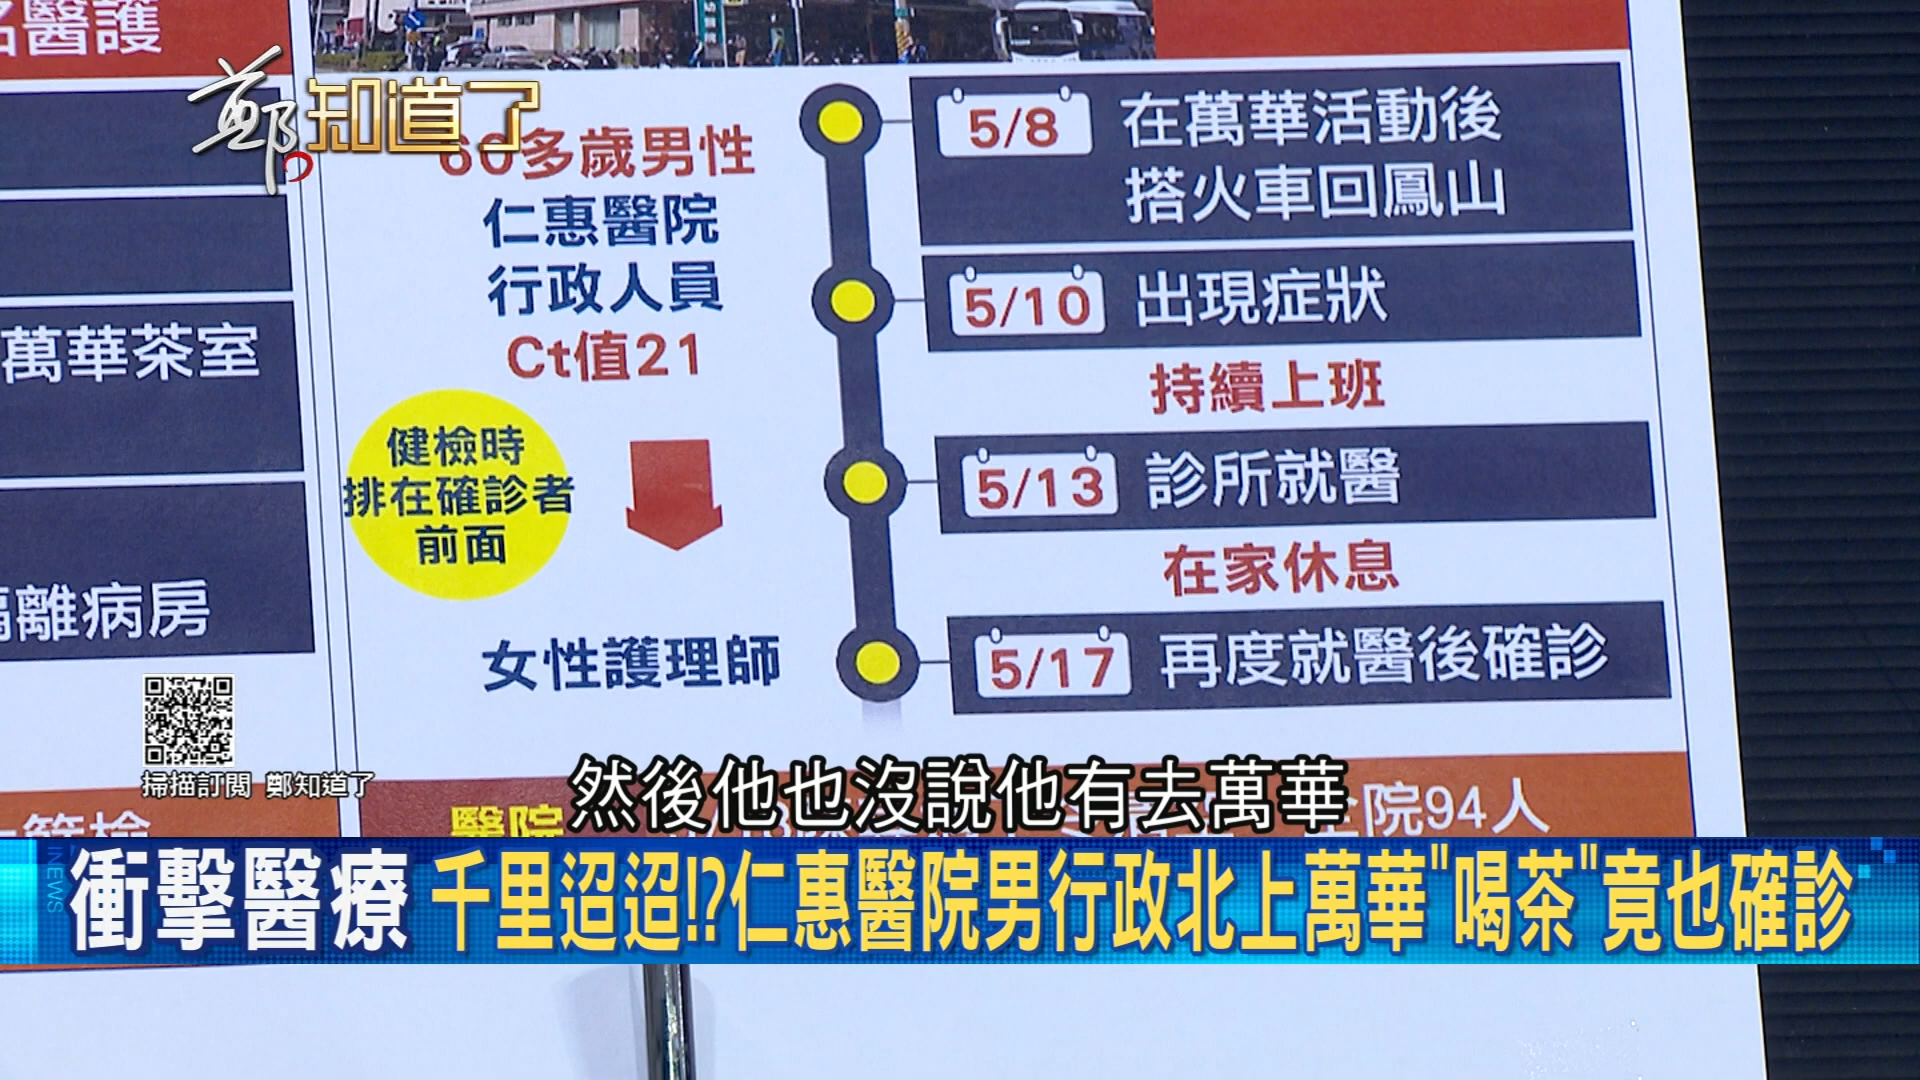 鄭知道了
60多歲男性
仁惠醫院
行政人員
Ct值21
健檢時
排在確診者
前面
女性護理師
5/8 在萬華活動後
搭火車回鳳山
5/10 出現症狀
持續上班
5/13 診所就醫
在家休息
5/17 再度就醫後確診
萬華茶室
離病房
掃描訂閱 鄭知道了
醫院
全院94人
然後他也沒說他有去萬華
NEWS
衝擊醫療 千里迢迢!?仁惠醫院男行政北上萬華"喝茶"竟也確診